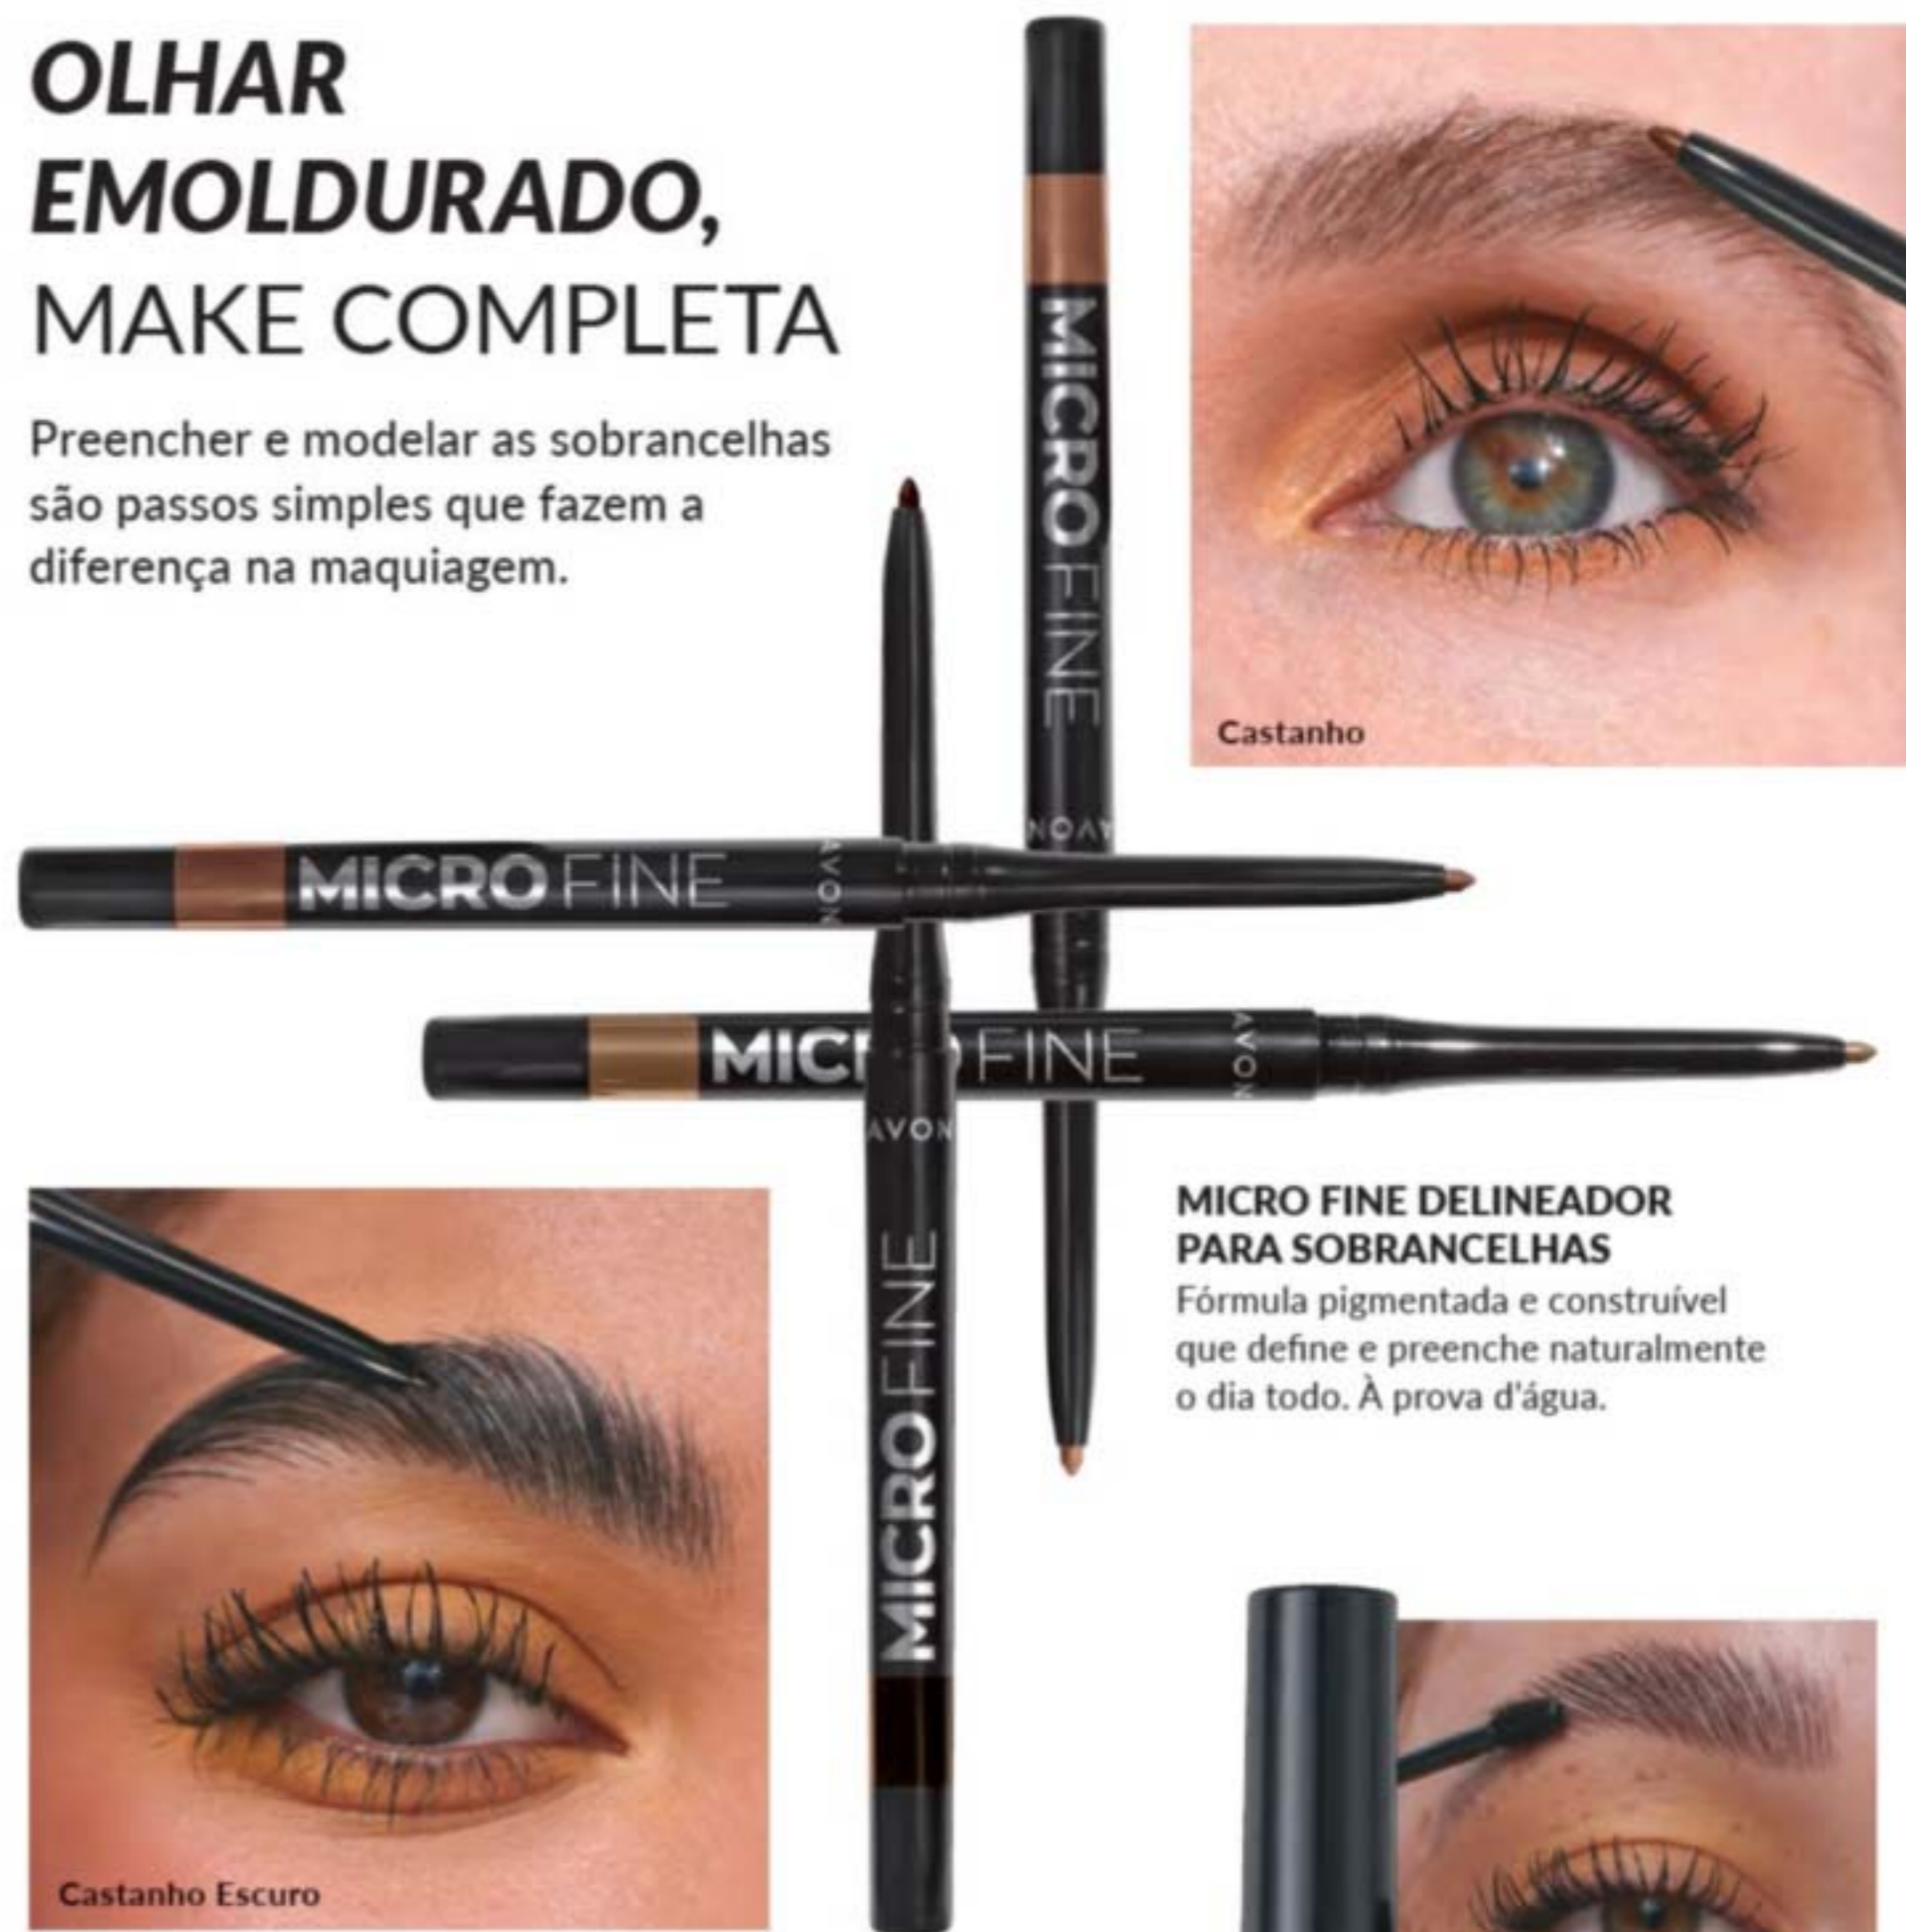 OLHAR
EMOLDURADO,
MAKE COMPLETA
Preencher e modelar as sobrancelhas
são passos simples que fazem a
diferença na maquiagem.
MICRO FINE
AVON
Castanho
MICRO FINE
AVON
FINE
AVON
AVON
MICRO FINE
MICRO FINE DELINEADOR
PARA SOBRANCELHAS
Fórmula pigmentada e construível
que define e preenche naturalmente
o dia todo. À prova d'água.
Castanho Escuro